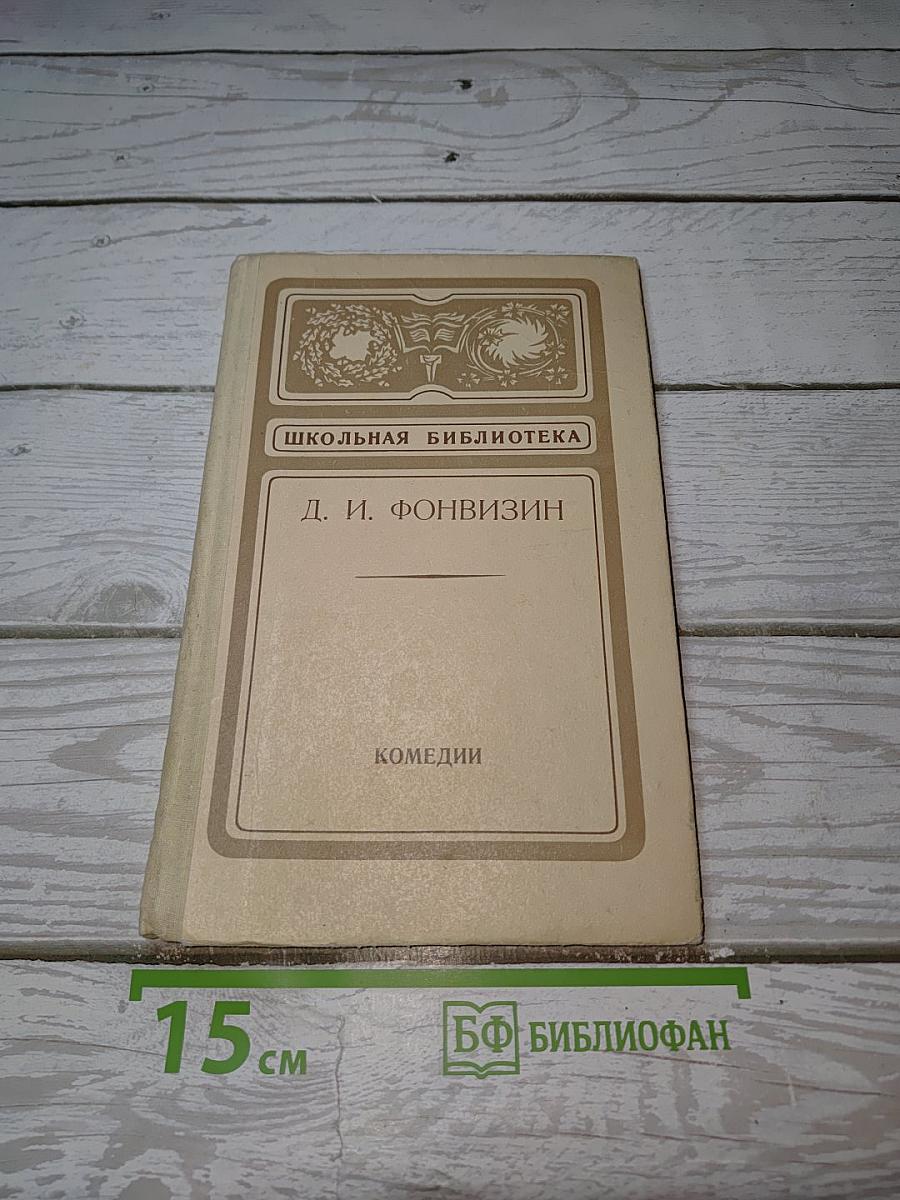 ШКОЛЬНАЯ БИБЛИОТЕКА
Д. И. ФОНВИЗИН
КОМЕДИИ
15 см
БФ БИБЛИОФАН